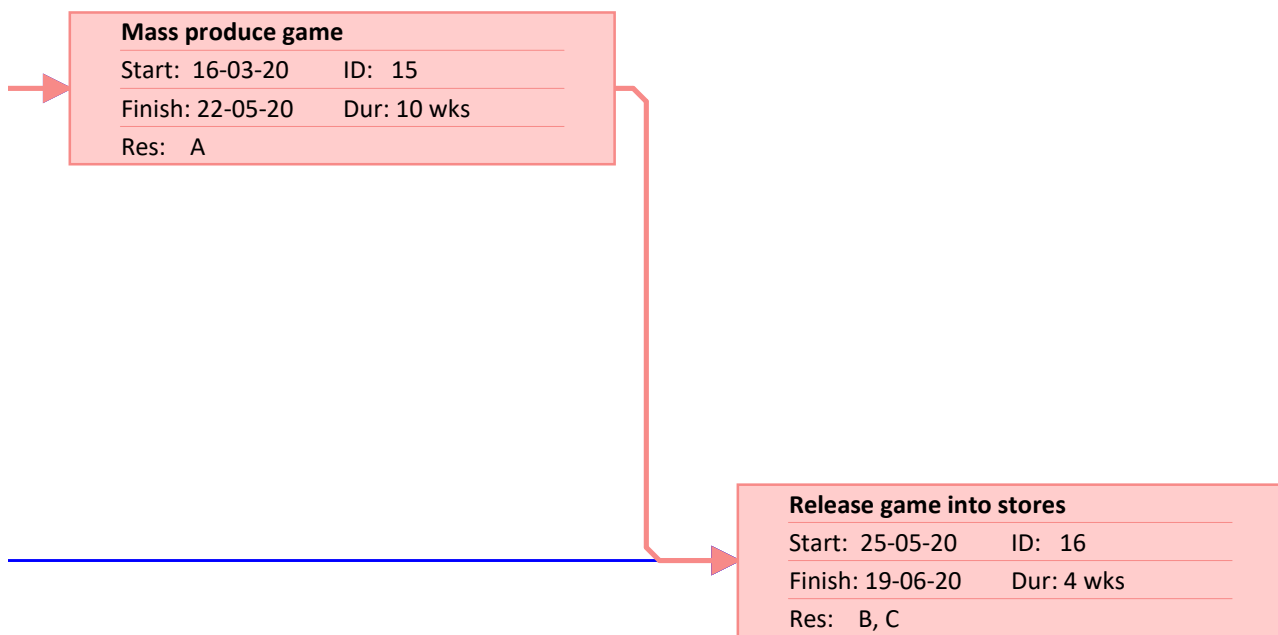 Mass produce game
Start: 16-03-20 ID: 15
Finish: 22-05-20 Dur: 10 wks
Res: A
Release game into stores
Start: 25-05-20 ID: 16
Finish: 19-06-20 Dur: 4 wks
Res: B, C